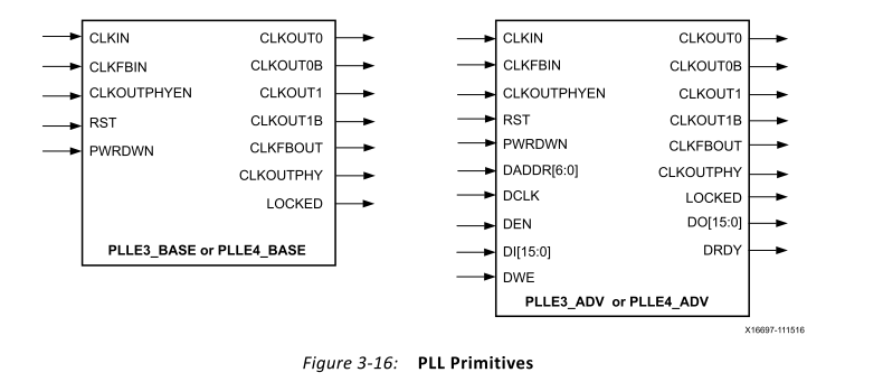 CLKIN CLKOUT0
CLKFBIN CLKOUT0B
CLKOUTPHYEN CLKOUT1
RST CLKOUT1B
PWRDWN CLKFBOUT
CLKOUTPHY
LOCKED
PLLE3_BASE or PLLE4_BASE
CLKIN CLKOUT0
CLKFBIN CLKOUT0B
CLKOUTPHYEN CLKOUT1
RST CLKOUT1B
PWRDWN CLKFBOUT
DADDR[6:0] CLKOUTPHY
DCLK LOCKED
DEN DO[15:0]
DI[15:0] DRDY
DWE
PLLE3_ADV or PLLE4_ADV
X16697-111516
Figure 3-16: PLL Primitives